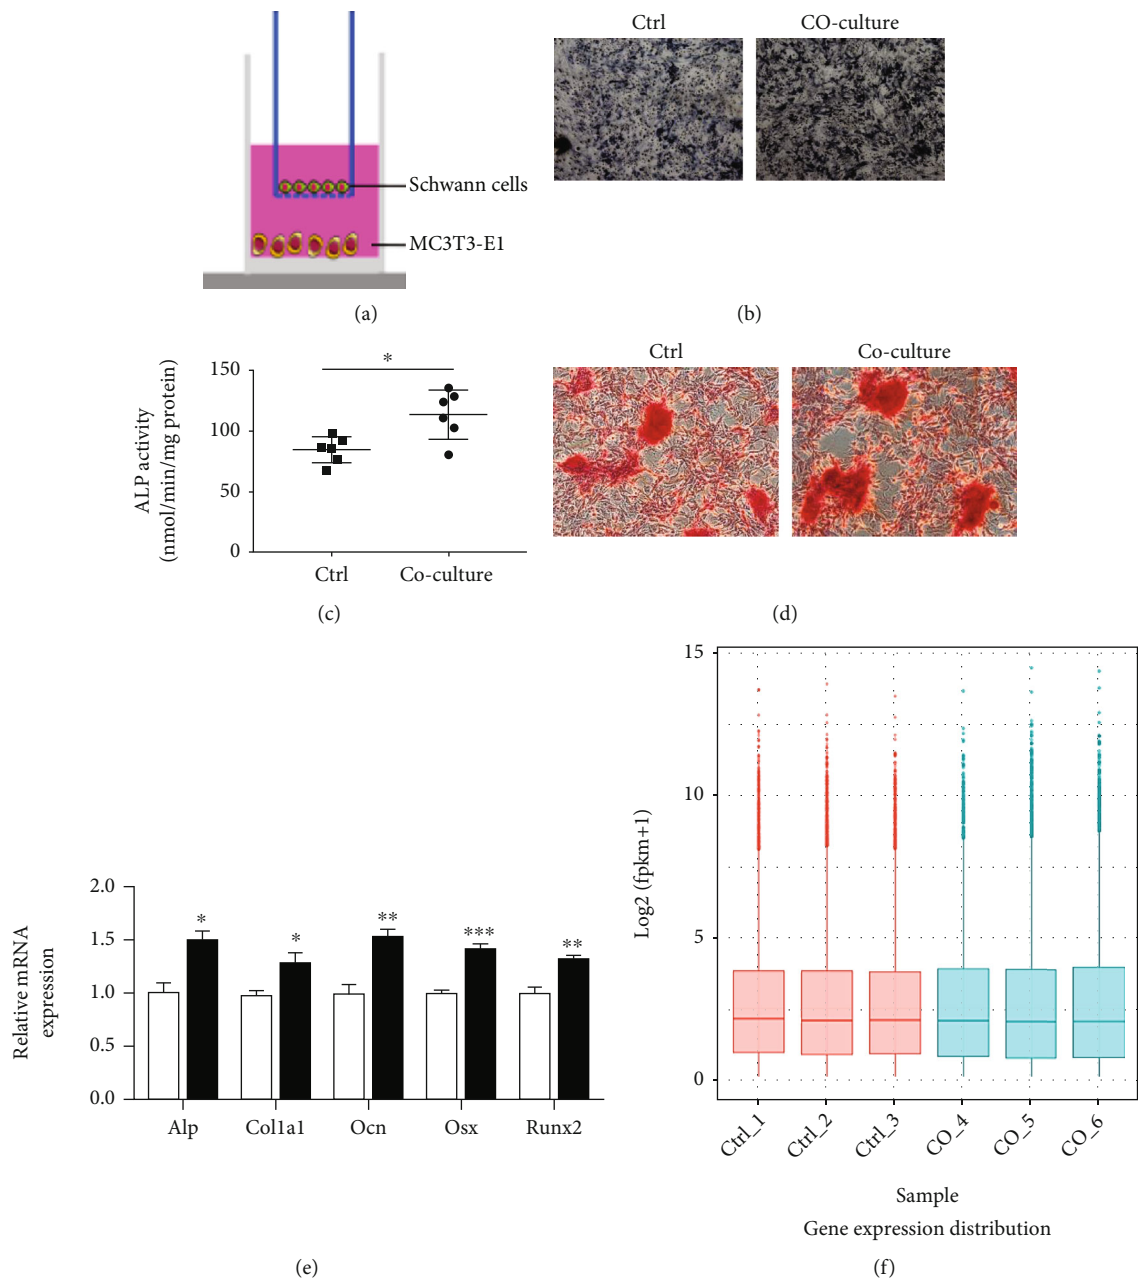 Ctrl
CO-culture
Schwann cells
MC3T3-E1
(a)
(b)
ALP activity
(nmol/min/mg protein)
150
100
50
0
*
Ctrl
Co-culture
(c)
Ctrl
Co-culture
(d)
Relative mRNA
expression
2.0
1.5
1.0
0.5
0.0
*
*
**
***
**
Alp
Col1a1
Ocn
Osx
Runx2
(e)
Log2 (fpkm+1)
15
10
5
0
Ctrl_1
Ctrl_2
Ctrl_3
CO_4
CO_5
CO_6
Sample
Gene expression distribution
(f)